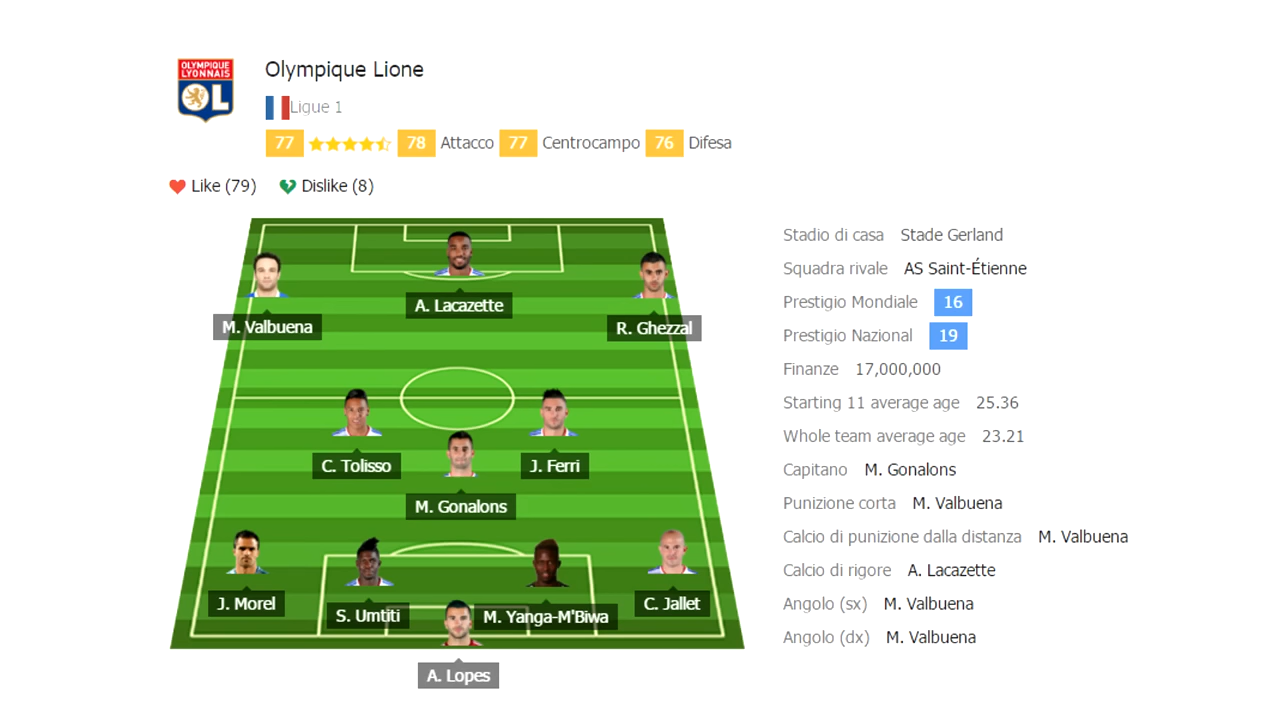 OLYMPIQUE
LYONNAIS
OL
Olympique Lione
Ligue 1
77 78 Attacco 77 Centrocampo 76 Difesa
Like (79) Dislike (8)
A. Lacazette
M. Valbuena
R. Ghezzal
C. Tolisso
J. Ferri
M. Gonalons
J. Morel
S. Umtiti
M. Yanga-M'Biwa
C. Jallet
A. Lopes
Stadio di casa Stade Gerland
Squadra rivale AS Saint-Étienne
Prestigio Mondiale 16
Prestigio Nazional 19
Finanze 17,000,000
Starting 11 average age 25.36
Whole team average age 23.21
Capitano M. Gonalons
Punizione corta M. Valbuena
Calcio di punizione dalla distanza M. Valbuena
Calcio di rigore A. Lacazette
Angolo (sx) M. Valbuena
Angolo (dx) M. Valbuena